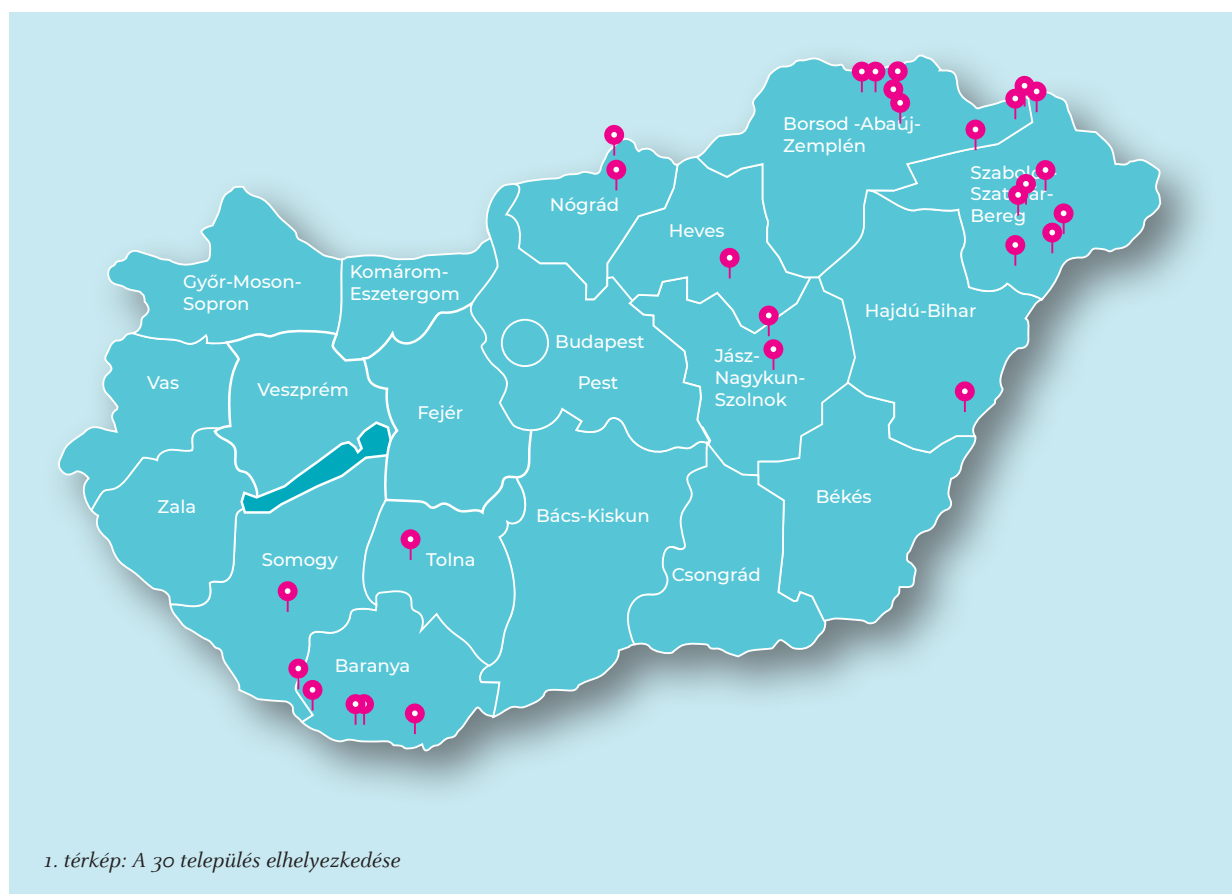 Borsod -Abaúj-
Zemplén
Szabolcs-
Szatmár-
Bereg
Nógrád
Heves
Győr-Moson-
Sopron
Komárom-
Eszetergom
Hajdú-Bihar
Budapest
Pest
Jász-
Nagykun-
Szolnok
Vas
Veszprém
Fejér
Zala
Bács-Kiskun
Békés
Somogy
Tolna
Csongrád
Baranya
1. térkép: A 30 település elhelyezkedése